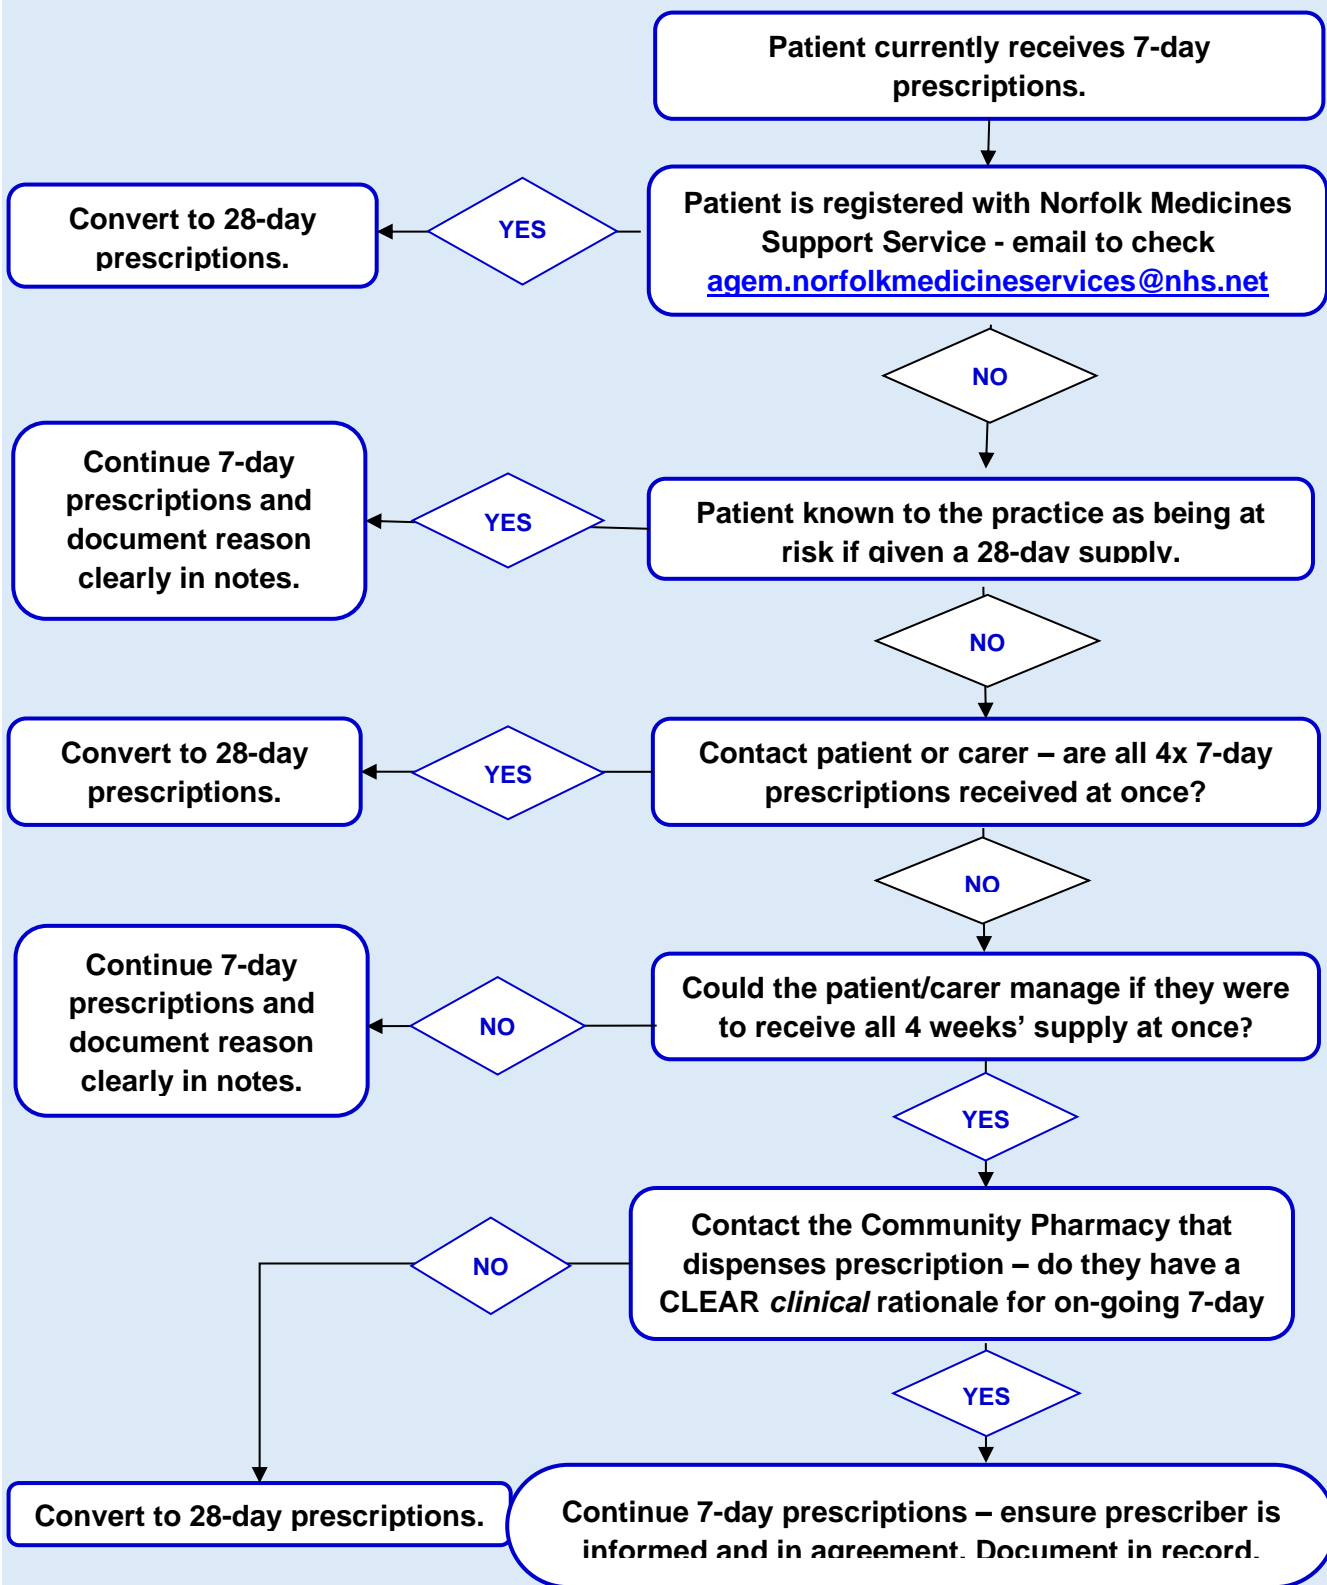 Patient currently receives 7-day
prescriptions.
Convert to 28-day
prescriptions.
YES
Patient is registered with Norfolk Medicines
Support Service - email to check
agem.norfolkmedicineservices@nhs.net
NO
Continue 7-day
prescriptions and
document reason
clearly in notes.
YES
Patient known to the practice as being at
risk if given a 28-day supply.
NO
Convert to 28-day
prescriptions.
YES
Contact patient or carer – are all 4x 7-day
prescriptions received at once?
NO
Continue 7-day
prescriptions and
document reason
clearly in notes.
NO
Could the patient/carer manage if they were
to receive all 4 weeks’ supply at once?
YES
NO
Contact the Community Pharmacy that
dispenses prescription – do they have a
CLEAR clinical rationale for on-going 7-day
YES
Convert to 28-day prescriptions.
Continue 7-day prescriptions – ensure prescriber is
informed and in agreement. Document in record.